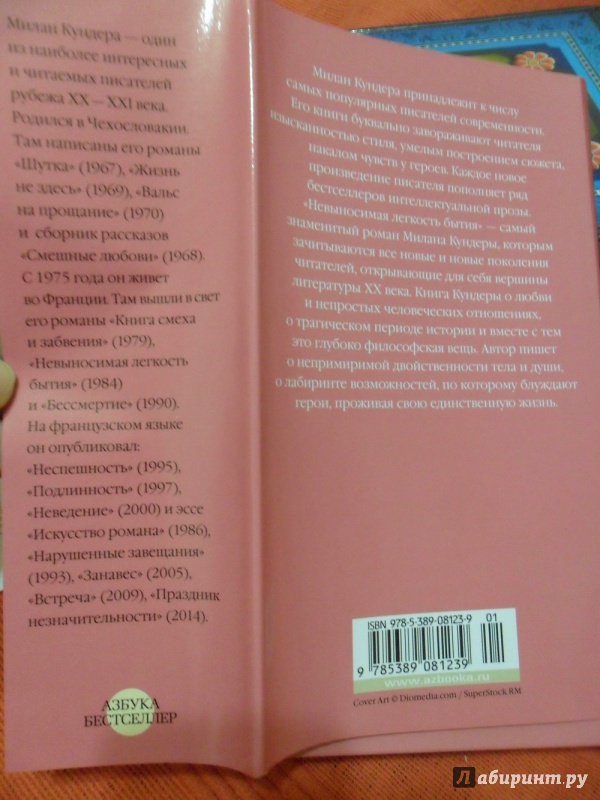 Милан Кундера — один
из наиболее интересных
и читаемых писателей
рубежа XX — XXI века.
Родился в Чехословакии.
Там написаны его романы
«Шутка» (1967), «Жизнь
не здесь» (1969), «Вальс
на прощание» (1970)
и сборник рассказов
«Смешные любови» (1968).
С 1975 года он живет
во Франции. Там вышли в свет
его романы «Книга смеха
и забвения» (1979),
«Невыносимая легкость
бытия» (1984)
и «Бессмертие» (1990).
На французском языке
он опубликовал:
«Неспешность» (1995),
«Подлинность» (1997),
«Неведение» (2000) и эссе
«Искусство романа» (1986),
«Нарушенные завещания»
(1993), «Занавес» (2005),
«Встреча» (2009), «Праздник
незначительности» (2014).
АЗБУКА
БЕСТСЕЛЛЕР
Милан Кундера принадлежит к числу
самых популярных писателей современности.
Его книги буквально завораживают читателя
изысканностью стиля, умелым построением сюжета,
накалом чувств у героев. Каждое новое
произведение писателя пополняет ряд
бестселлеров интеллектуальной прозы.
«Невыносимая легкость бытия» — самый
знаменитый роман Милана Кундеры, которым
зачитываются все новые и новые поколения
читателей, открывающие для себя вершины
литературы XX века. Книга Кундеры о любви
и непростых человеческих отношениях,
о трагическом периоде истории и вместе с тем
это глубоко философская вещь. Автор пишет
о непримиримой двойственности тела и души,
о лабиринте возможностей, по которому блуждают
герои, проживая свою единственную жизнь.
ISBN 978-5-389-08123-9
01
9 785389 081239
www.azbooka.ru
Cover Art © Diomedia.com / SuperStock RM
Лабиринт.ру